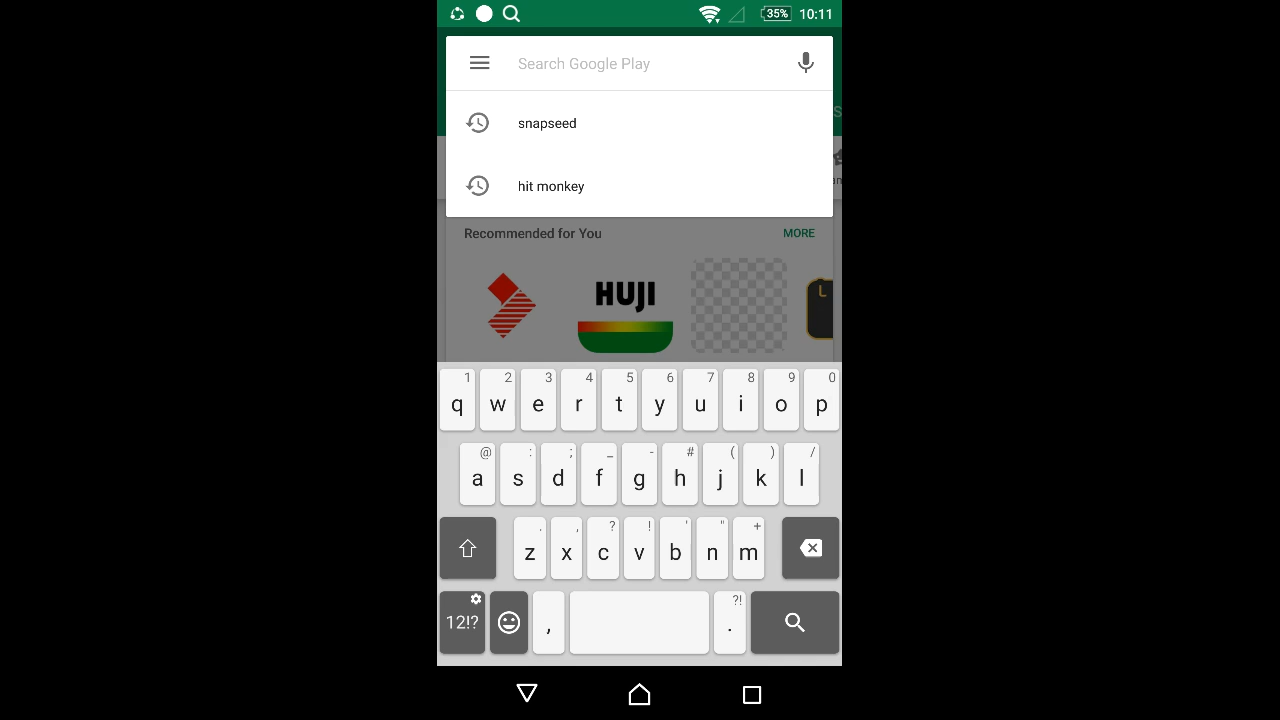 35% 10:11
Search Google Play
snapseed
hit monkey
Recommended for You MORE
HUJI
L
1 2 3 4 5 6 7 8 9 0
q w e r t y u i o p
@ : ; _ - # ( ) /
a s d f g h j k l
. , ? ! ' " +
z x c v b n m
?!
12!? , .